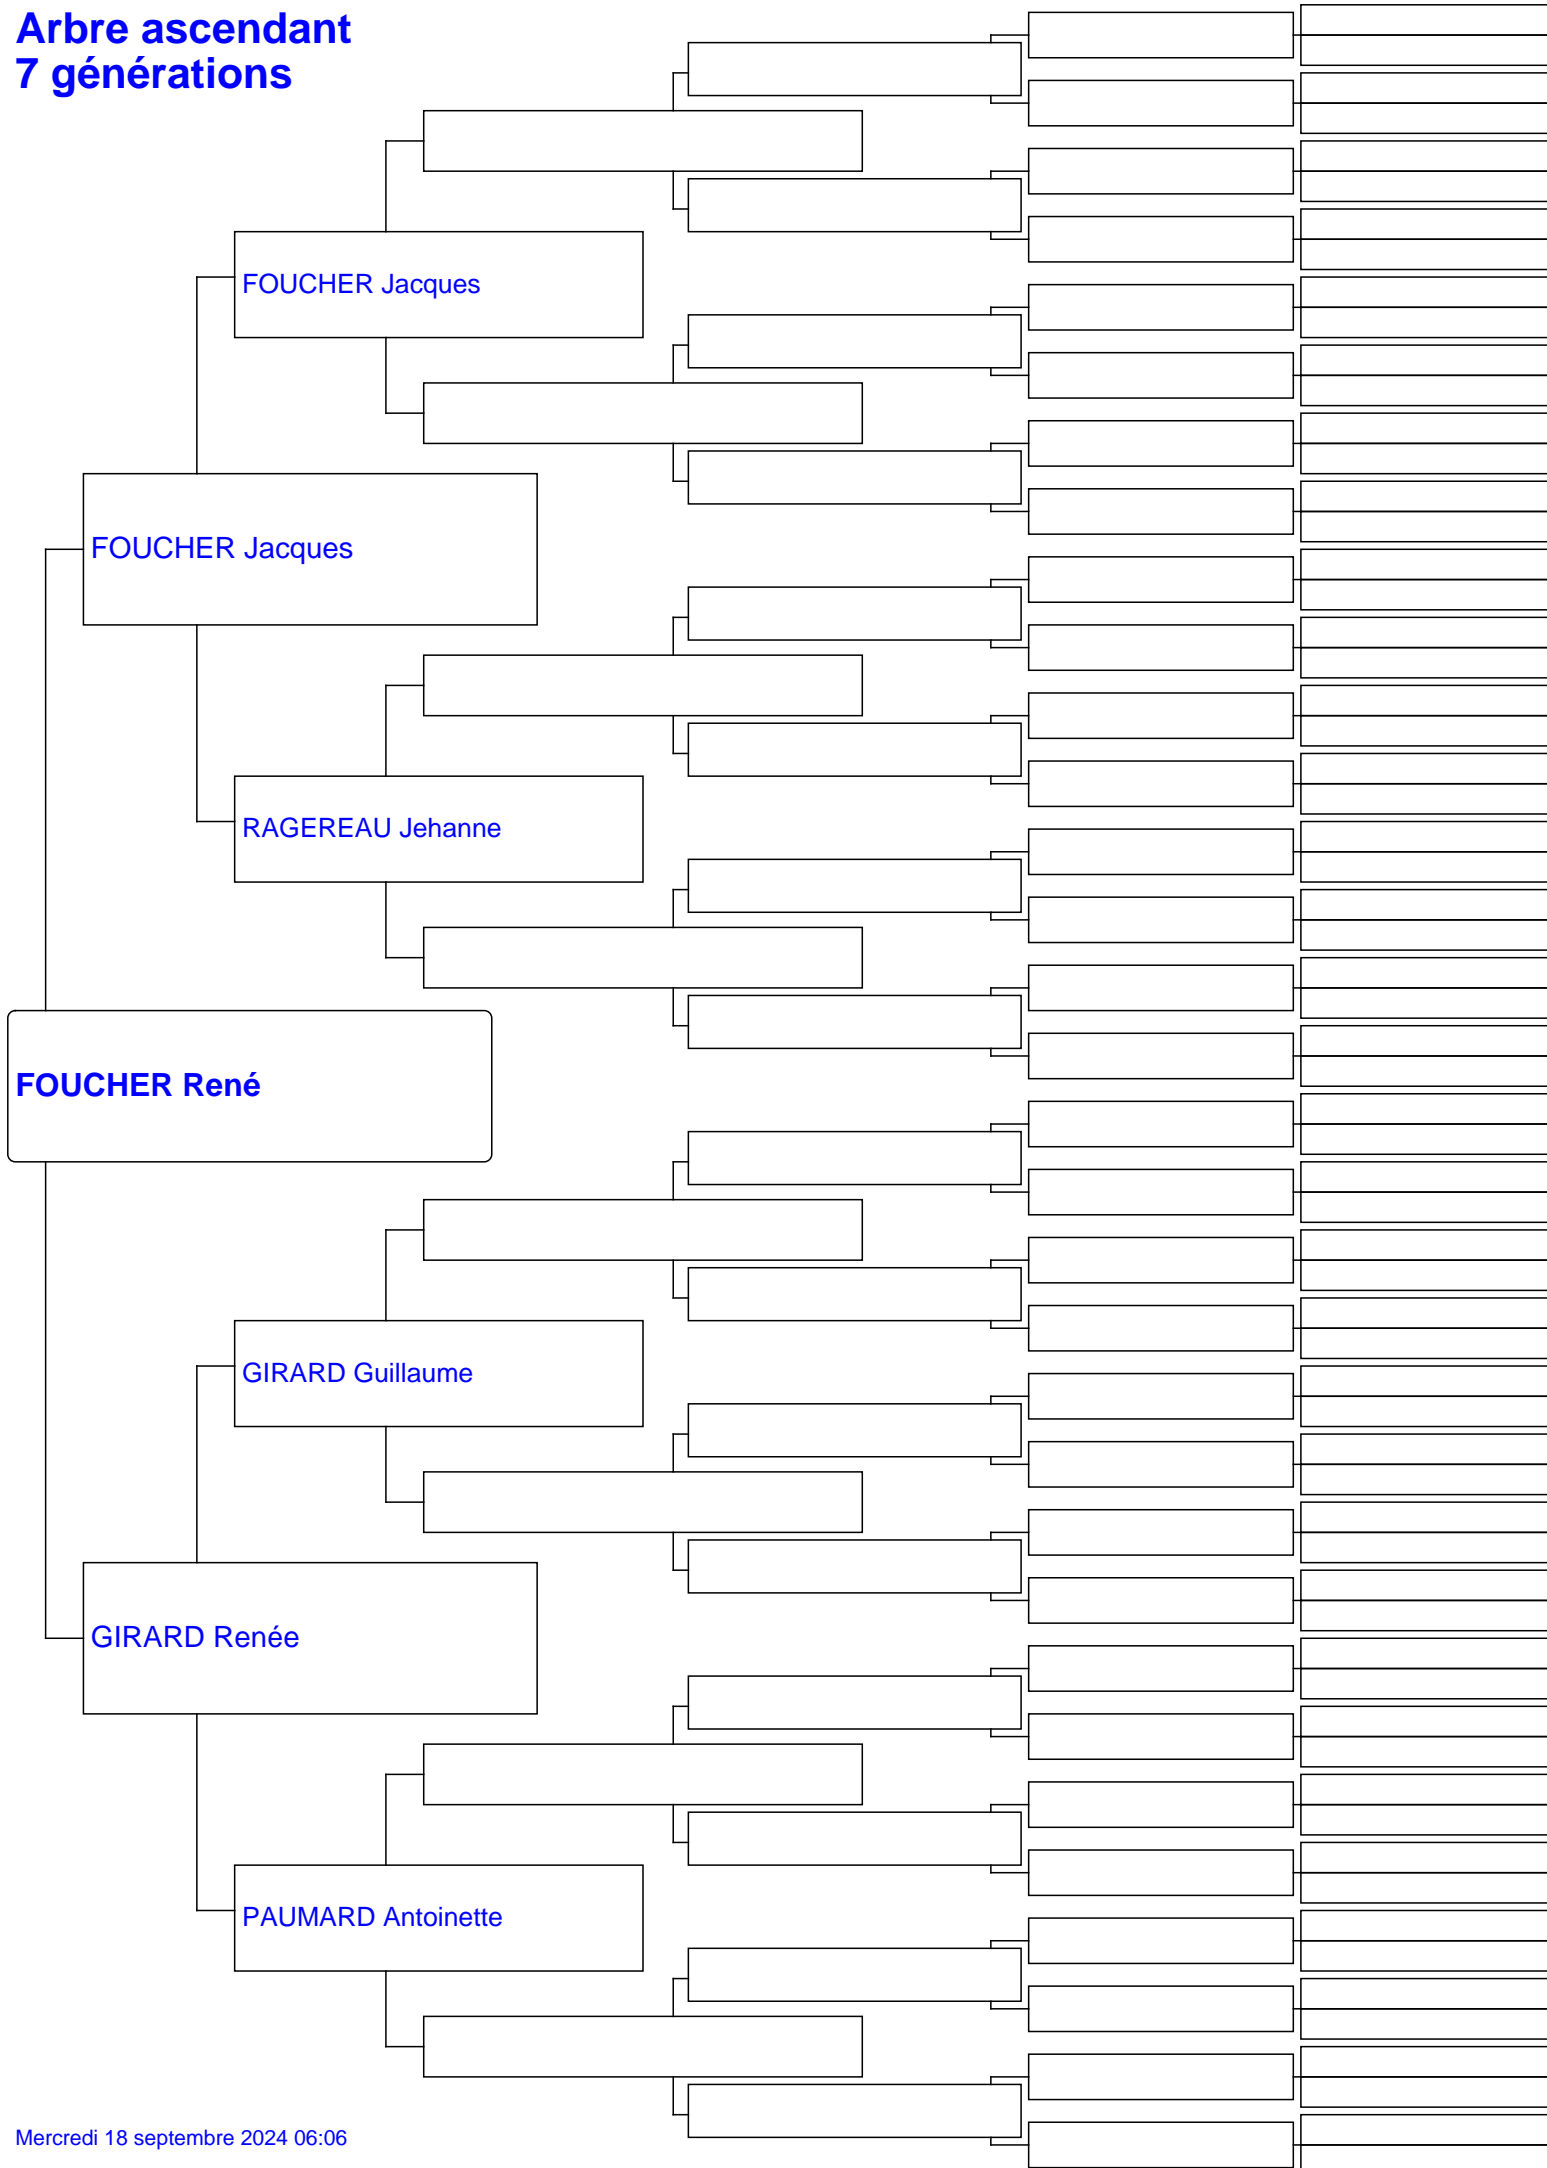 Arbre ascendant
7 générations
FOUCHER Jacques
FOUCHER Jacques
RAGEREAU Jehanne
FOUCHER René
GIRARD Guillaume
GIRARD Renée
PAUMARD Antoinette
Mercredi 18 septembre 2024 06:06